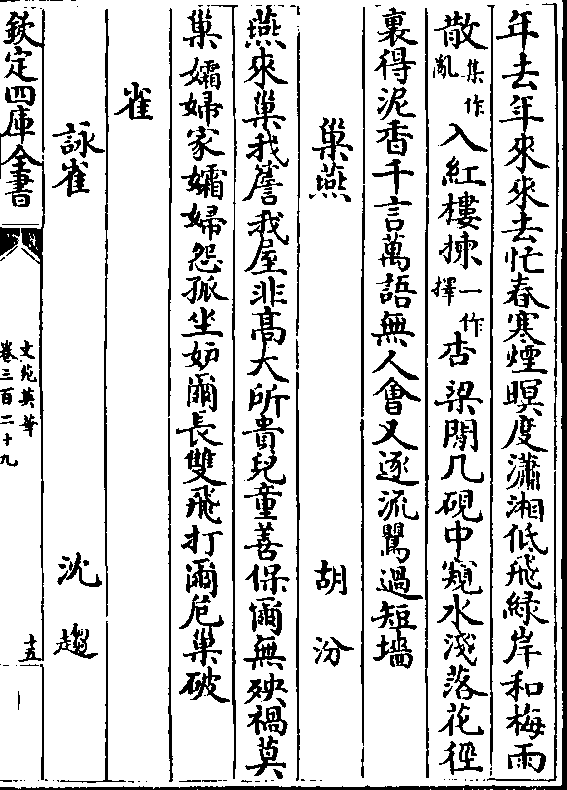 年去年來來去忙春寒煙暝度瀟湘低飛緑岸和梅雨
散集作亂入紅樓揀一作擇杏梁閒几硯中窺水淺落花徑
裏得泥香千言萬語無人會又逐流鶯過短墻
巢燕 胡汾
燕來巢我簷我屋非髙大所貴兒童善保爾無殃禍莫
巢孀婦家孀婦怨孤坐妒爾長雙飛打爾危巢破
雀
詠雀 沈趨
欽定四庫全書
文苑英華
卷三百二十九
十五